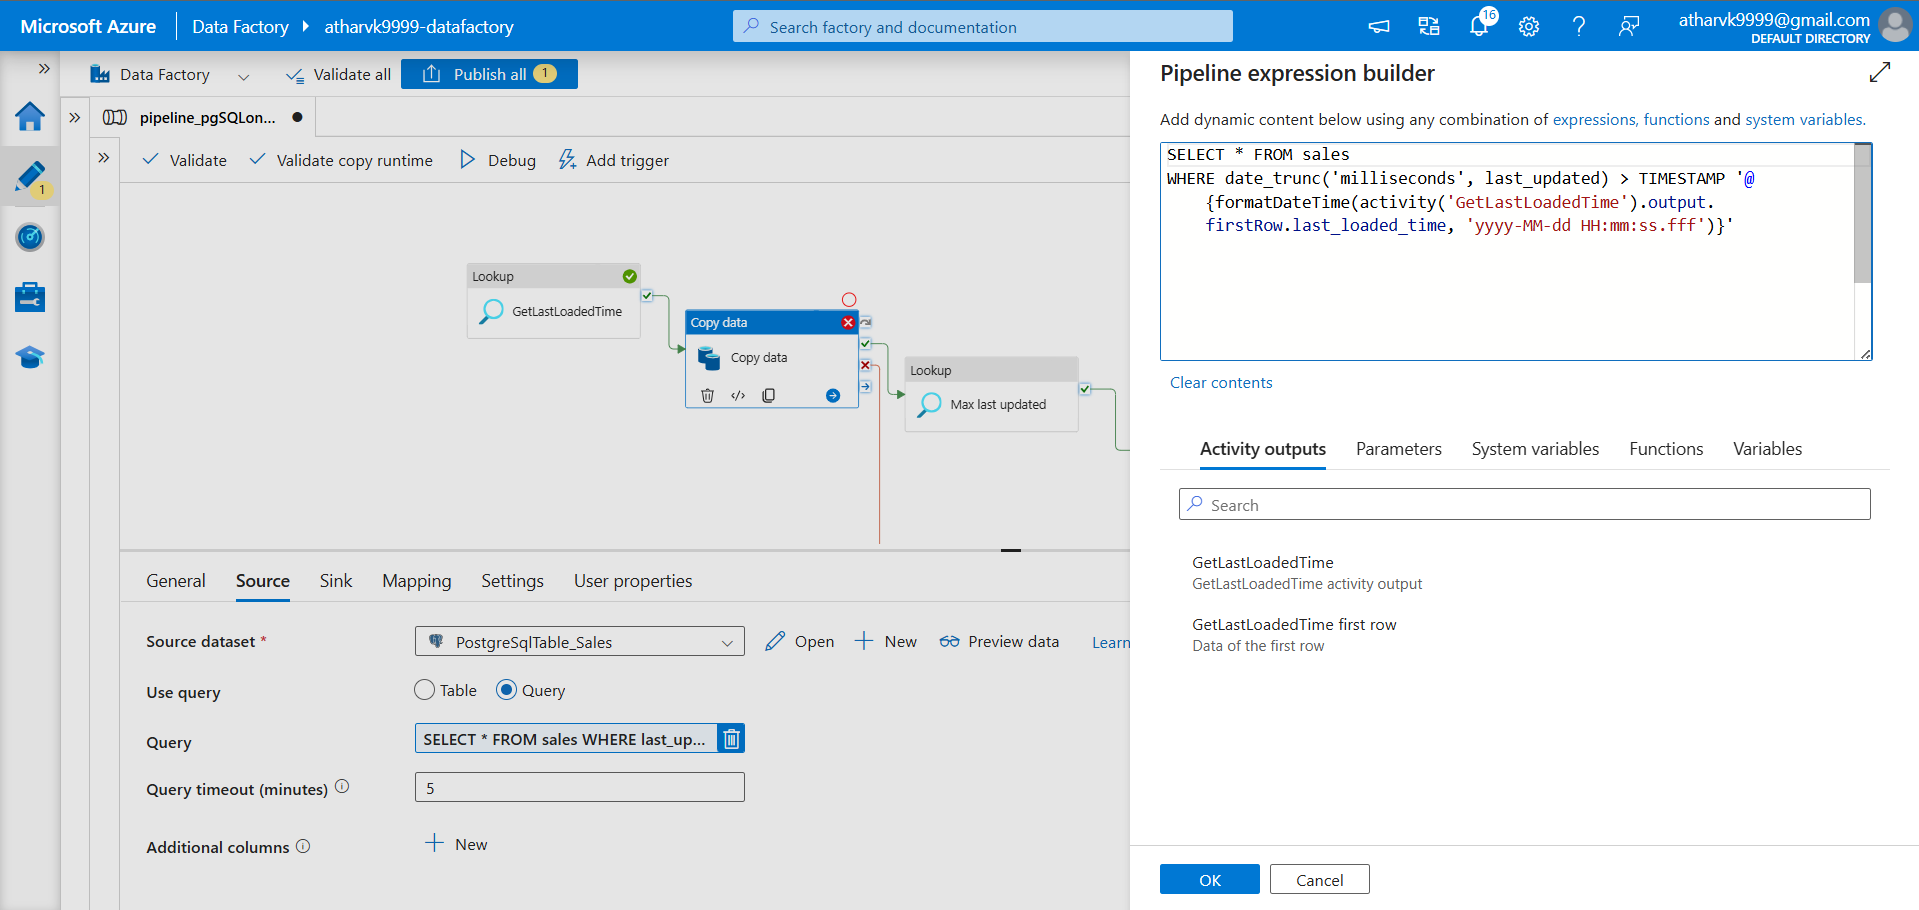 Microsoft Azure
Data Factory
atharvk9999-datafactory
Search factory and documentation
16
atharvk9999@gmail.com
DEFAULT DIRECTORY
Data Factory
Validate all
Publish all 1
pipeline_pgSQLon...
1
Validate
Validate copy runtime
Debug
Add trigger
Lookup
GetLastLoadedTime
Copy data
Copy data
Lookup
Max last updated
General
Source
Sink
Mapping
Settings
User properties
Source dataset *
PostgreSqlTable_Sales
Open
New
Preview data
Learn
Use query
Table
Query
Query
SELECT * FROM sales WHERE last_up...
Query timeout (minutes)
5
Additional columns
New
Pipeline expression builder
Add dynamic content below using any combination of expressions, functions and system variables.
SELECT * FROM sales
WHERE date_trunc('milliseconds', last_updated) > TIMESTAMP '@
{formatDateTime(activity('GetLastLoadedTime').output.
firstRow.last_loaded_time, 'yyyy-MM-dd HH:mm:ss.fff')}'
Clear contents
Activity outputs
Parameters
System variables
Functions
Variables
Search
GetLastLoadedTime
GetLastLoadedTime activity output
GetLastLoadedTime first row
Data of the first row
OK
Cancel